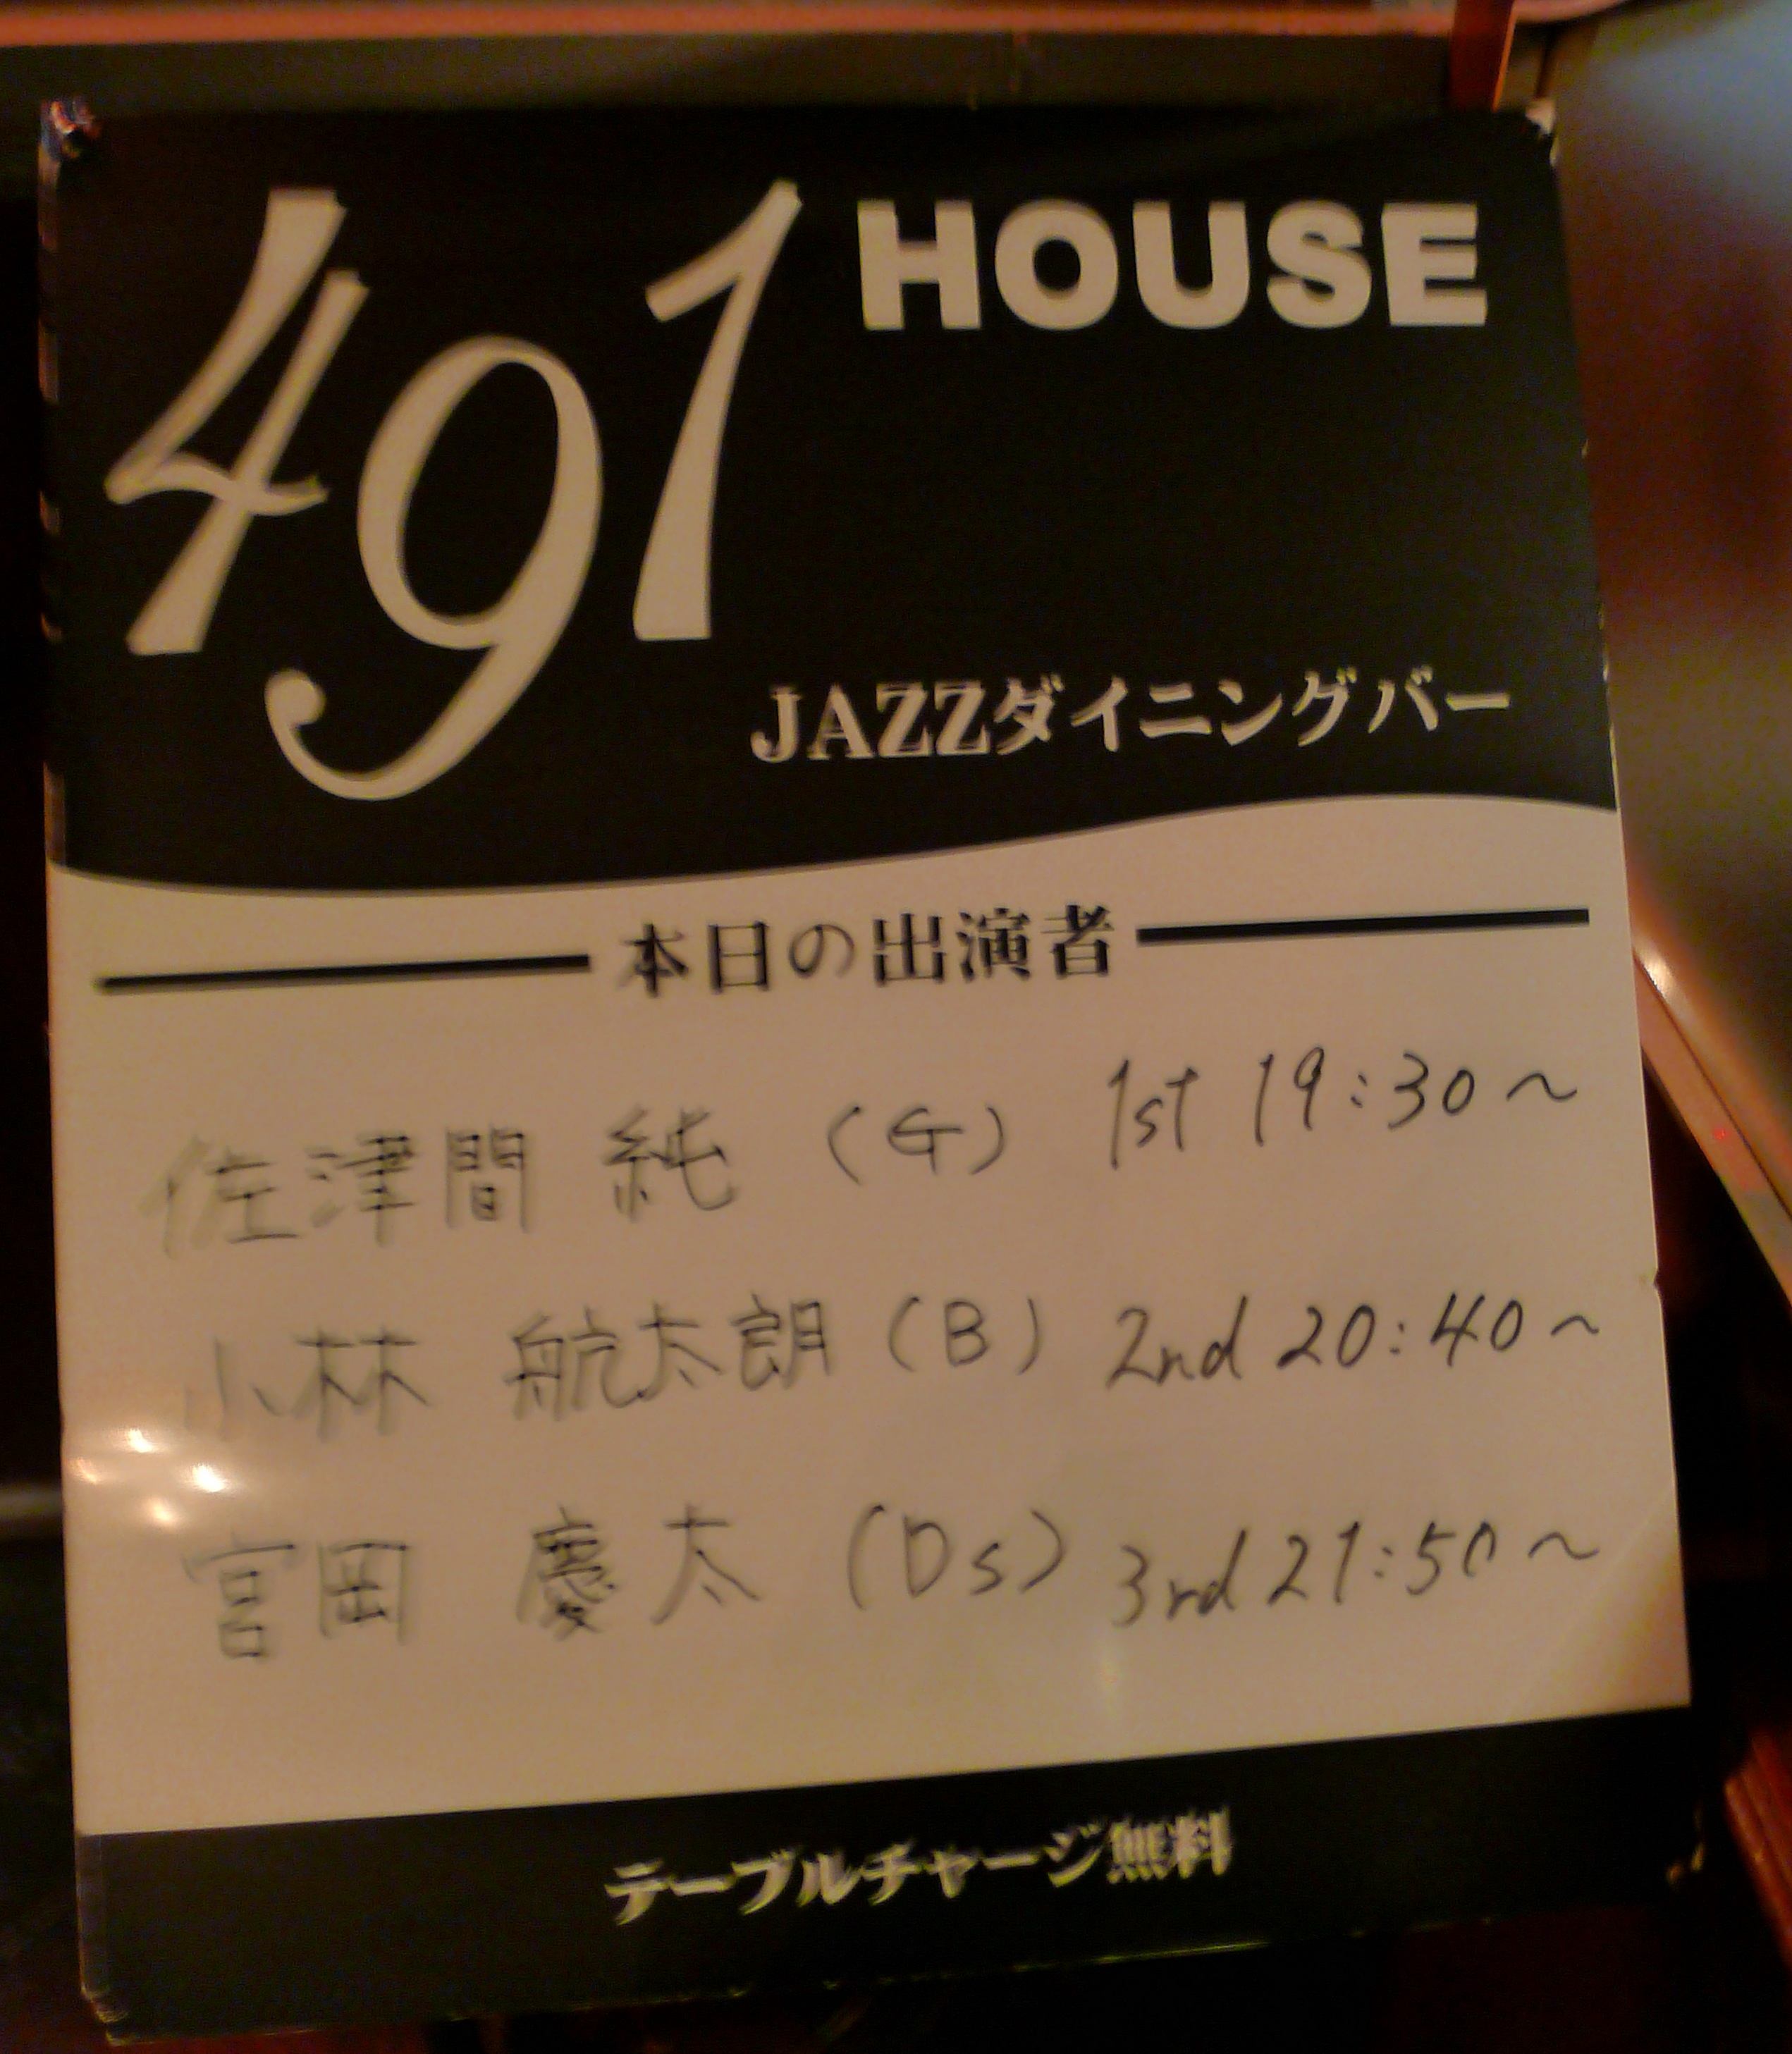 491 HOUSE
JAZZダイニングバー
本日の出演者
佐津間 純 (G) 1st 19:30〜
小林 航太朗 (B) 2nd 20:40〜
宮岡 慶太 (Ds) 3rd 21:50〜
テーブルチャージ無料